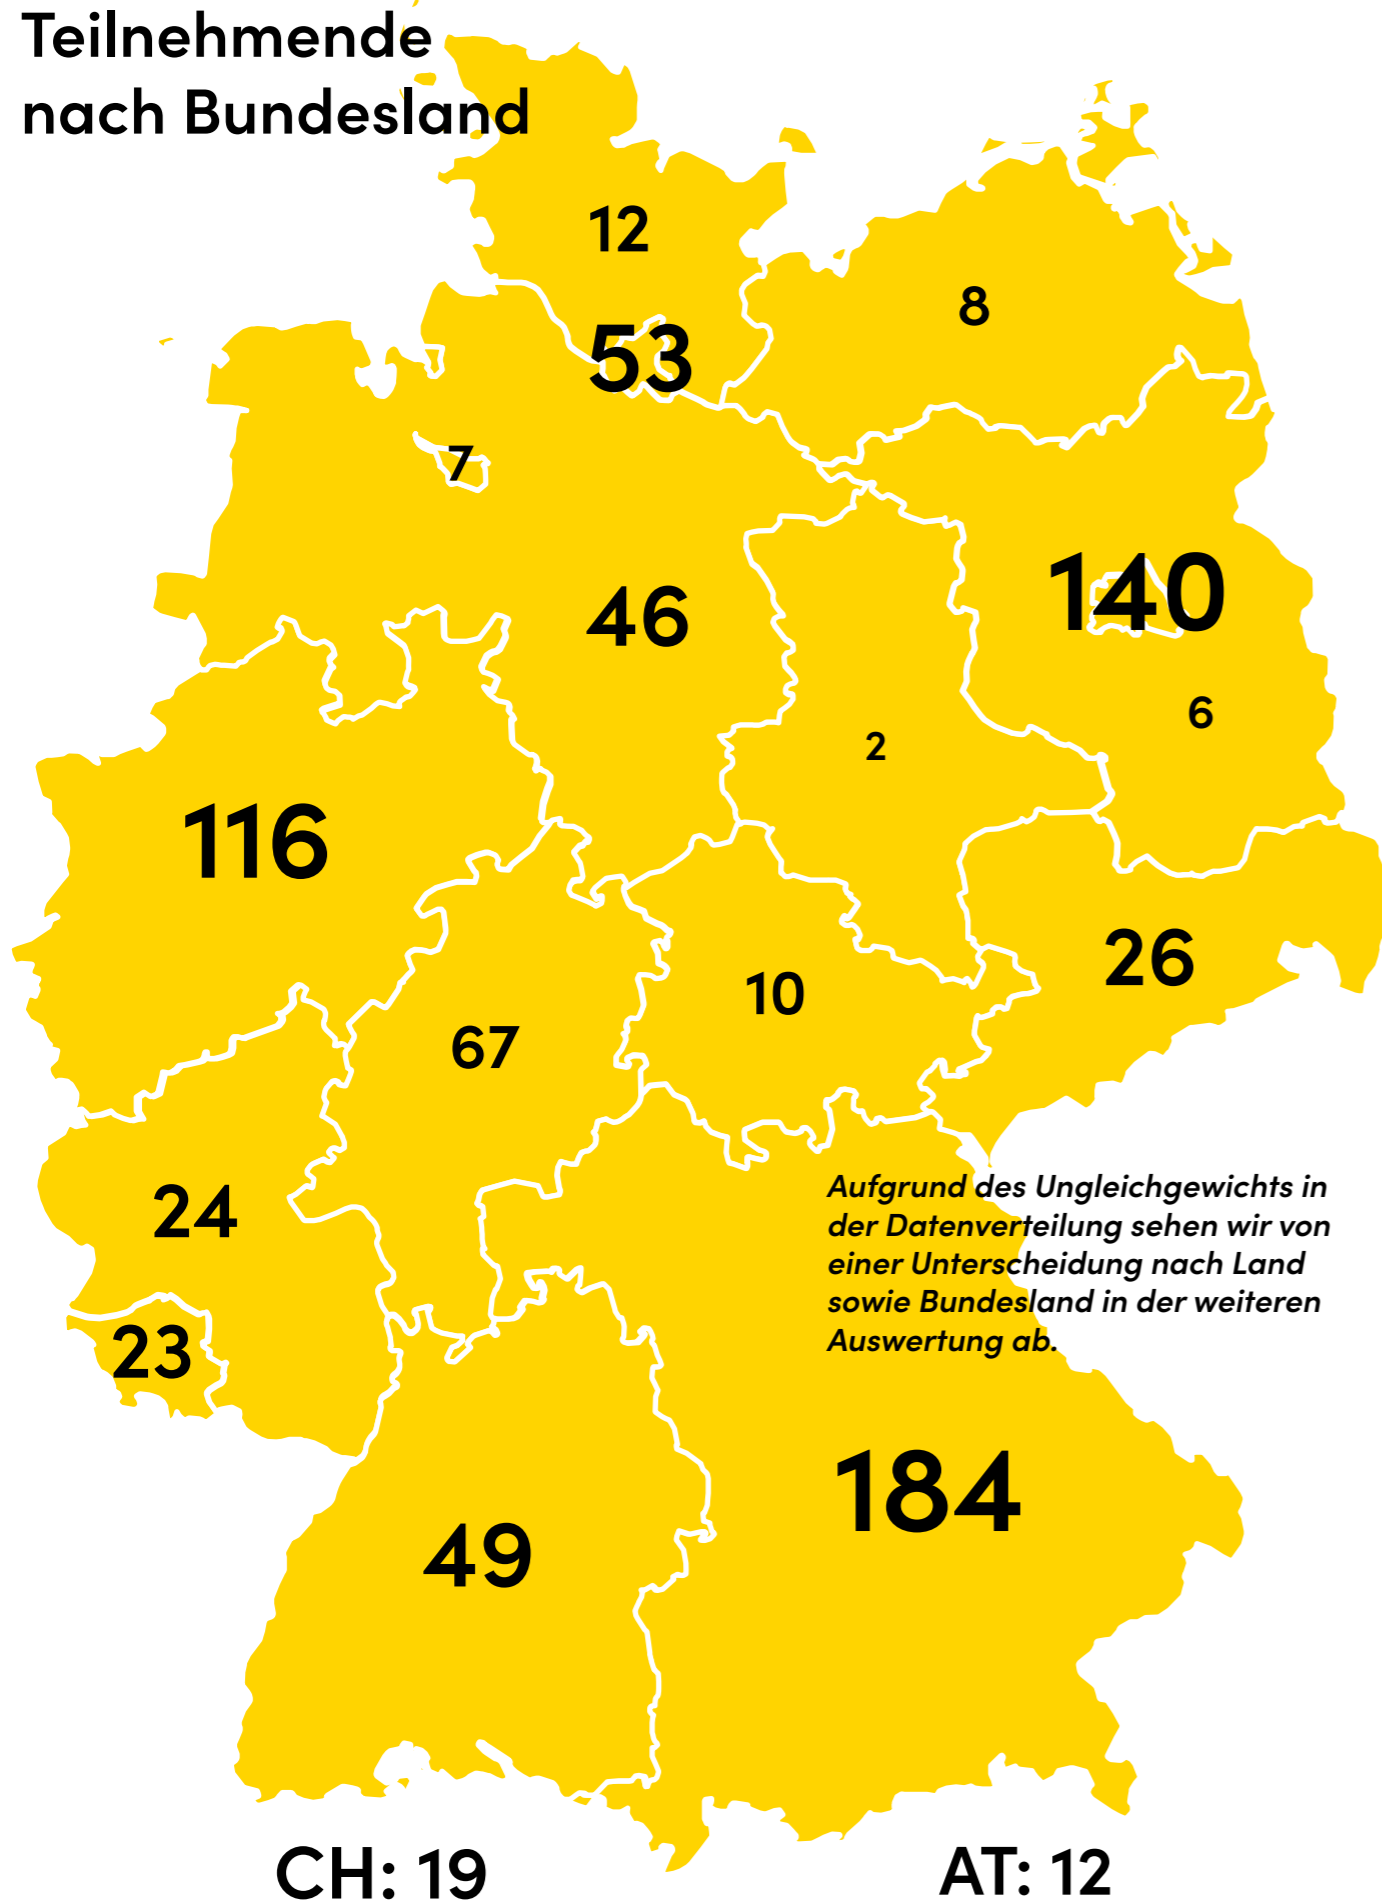 Teilnehmende
nach Bundesland
12
8
53
7
140
46
6
2
116
26
10
67
Aufgrund des Ungleichgewichts in
der Datenverteilung sehen wir von
einer Unterscheidung nach Land
sowie Bundesland in der weiteren
Auswertung ab.
24
23
184
49
CH: 19
AT: 12